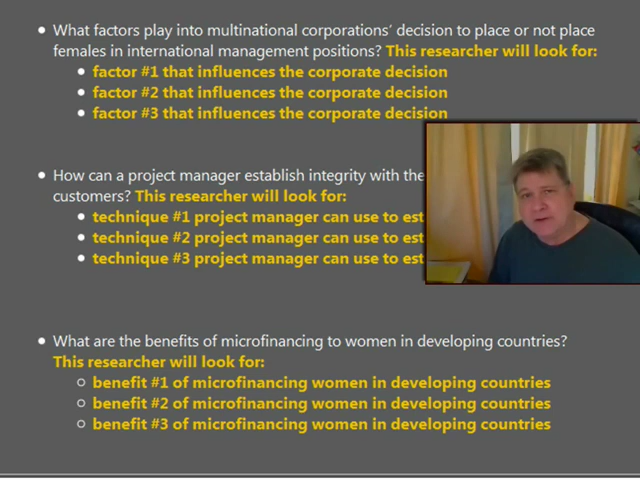 What factors play into multinational corporations' decision to place or not place
females in international management positions? This researcher will look for:
factor #1 that influences the corporate decision
factor #2 that influences the corporate decision
factor #3 that influences the corporate decision
How can a project manager establish integrity with the
customers? This researcher will look for:
technique #1 project manager can use to est
technique #2 project manager can use to est
technique #3 project manager can use to est
What are the benefits of microfinancing to women in developing countries?
This researcher will look for:
benefit #1 of microfinancing women in developing countries
benefit #2 of microfinancing women in developing countries
benefit #3 of microfinancing women in developing countries